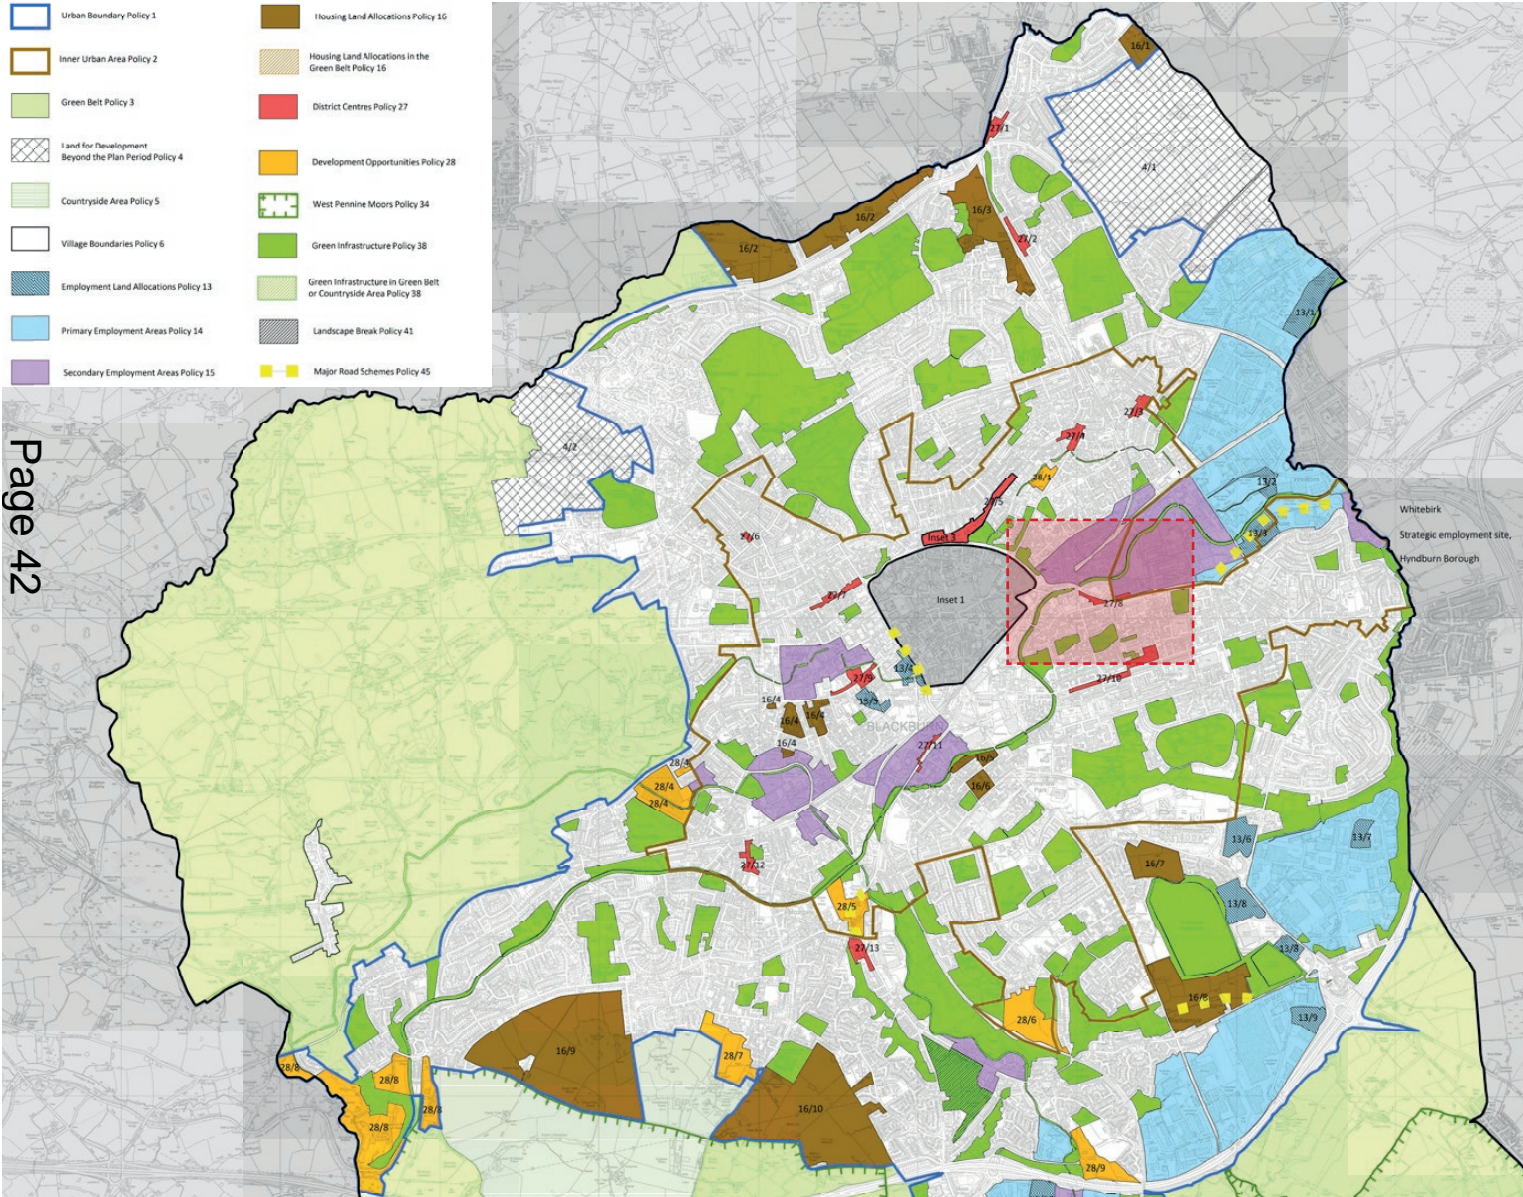 Urban Boundary Policy 1
Inner Urban Area Policy 2
Green Belt Policy 3
Land for Development
Beyond the Plan Period Policy 4
Countryside Area Policy 5
Village Boundaries Policy 6
Employment Land Allocations Policy 13
Primary Employment Areas Policy 14
Secondary Employment Areas Policy 15
Housing Land Allocations Policy 16
Housing Land Allocations in the
Green Belt Policy 16
District Centres Policy 27
Development Opportunities Policy 28
West Pennine Moors Policy 34
Green Infrastructure Policy 38
Green Infrastructure in Green Belt
or Countryside Area Policy 38
Landscape Break Policy 41
Major Road Schemes Policy 45
Page 42
16/1
27/1
4/1
16/2
16/3
27/2
16/2
13/1
27/3
27/4
4/2
28/1
13/2
27/5
Whitebirk
Strategic employment site,
Hyndburn Borough
13/3
27/6
Inset 3
27/7
Inset 1
27/8
13/4
27/9
27/10
16/4
13/5
16/4
16/4
BLACKBURN
16/4
27/11
28/4
16/5
28/4
16/6
28/4
13/6
13/7
27/12
16/7
28/5
13/8
27/13
13/8
16/8
28/6
13/9
16/9
28/7
28/8
28/8
28/8
16/10
28/8
28/9